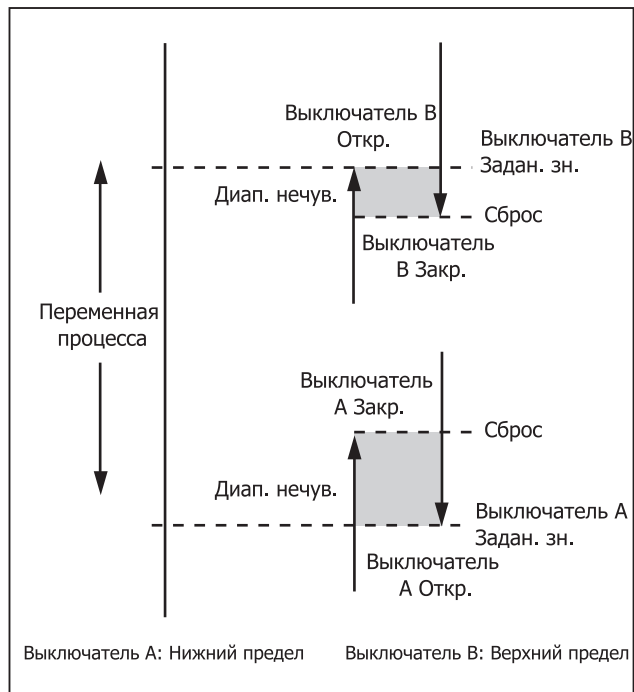 Выключатель B
Откр.
Выключатель B
Задан. зн.
Диап. нечув.
Сброс
Выключатель
B Закр.
Переменная
процесса
Выключатель
A Закр.
Сброс
Диап. нечув.
Выключатель A
Задан. зн.
Выключатель
A Откр.
Выключатель A: Нижний предел
Выключатель B: Верхний предел